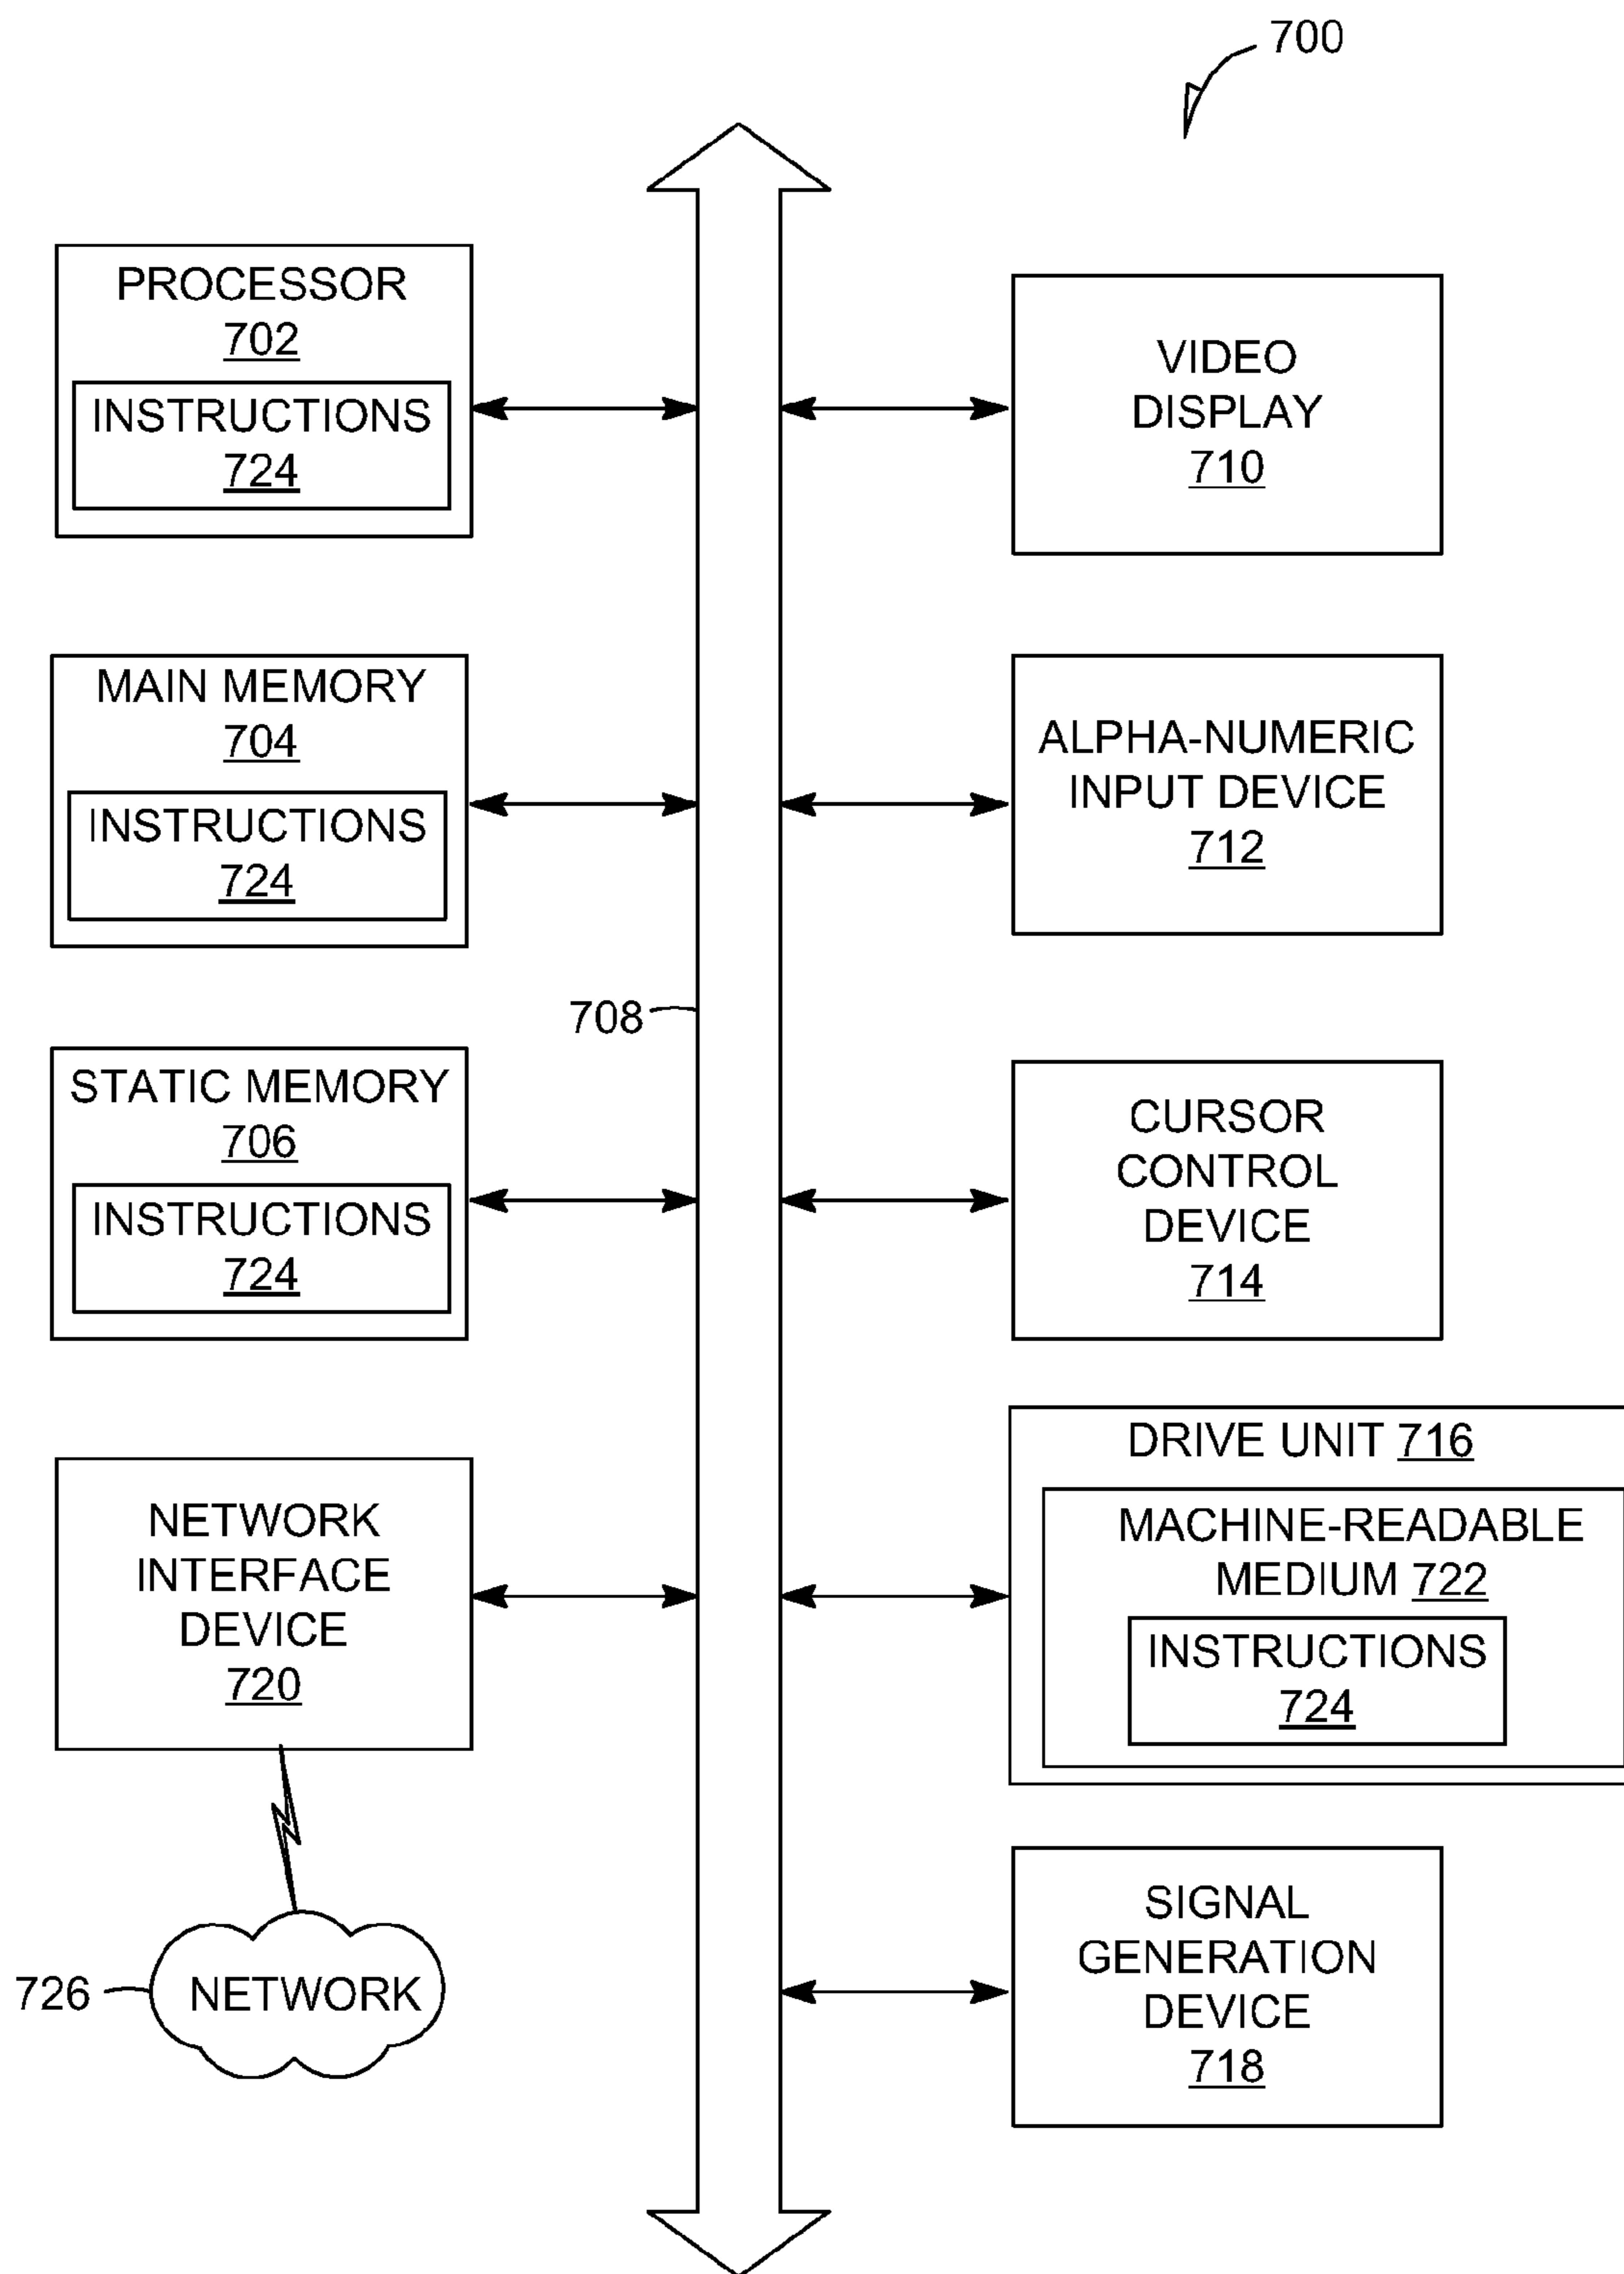 700
PROCESSOR
702
INSTRUCTIONS
724
MAIN MEMORY
704
INSTRUCTIONS
724
708
STATIC MEMORY
706
INSTRUCTIONS
724
NETWORK
INTERFACE
DEVICE
720
726
NETWORK
VIDEO
DISPLAY
710
ALPHA-NUMERIC
INPUT DEVICE
712
CURSOR
CONTROL
DEVICE
714
DRIVE UNIT 716
MACHINE-READABLE
MEDIUM 722
INSTRUCTIONS
724
SIGNAL
GENERATION
DEVICE
718